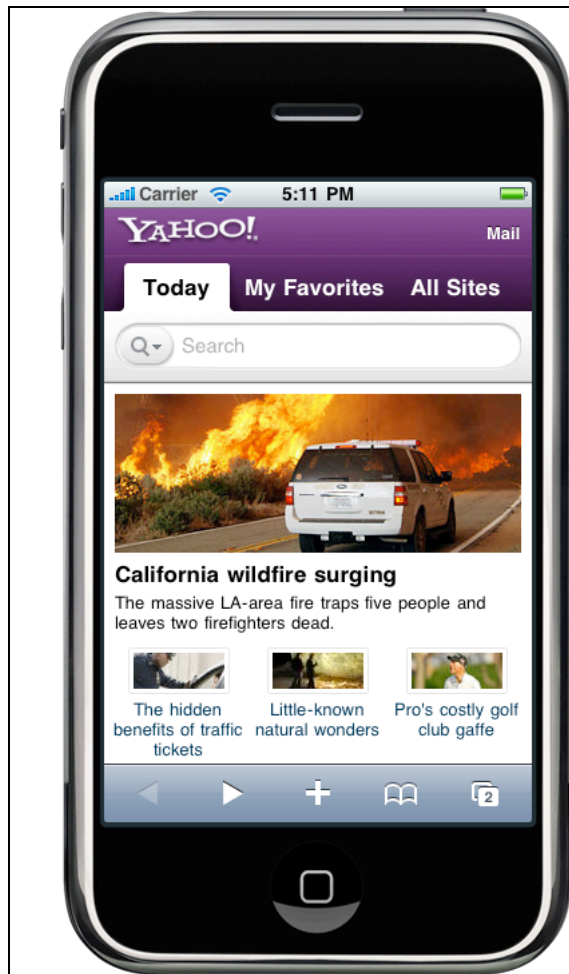 Carrier 5:11 PM
YAHOO!
Mail
Today My Favorites All Sites
Search
California wildfire surging
The massive LA-area fire traps five people and
leaves two firefighters dead.
The hidden
benefits of traffic
tickets
Little-known
natural wonders
Pro's costly golf
club gaffe
2